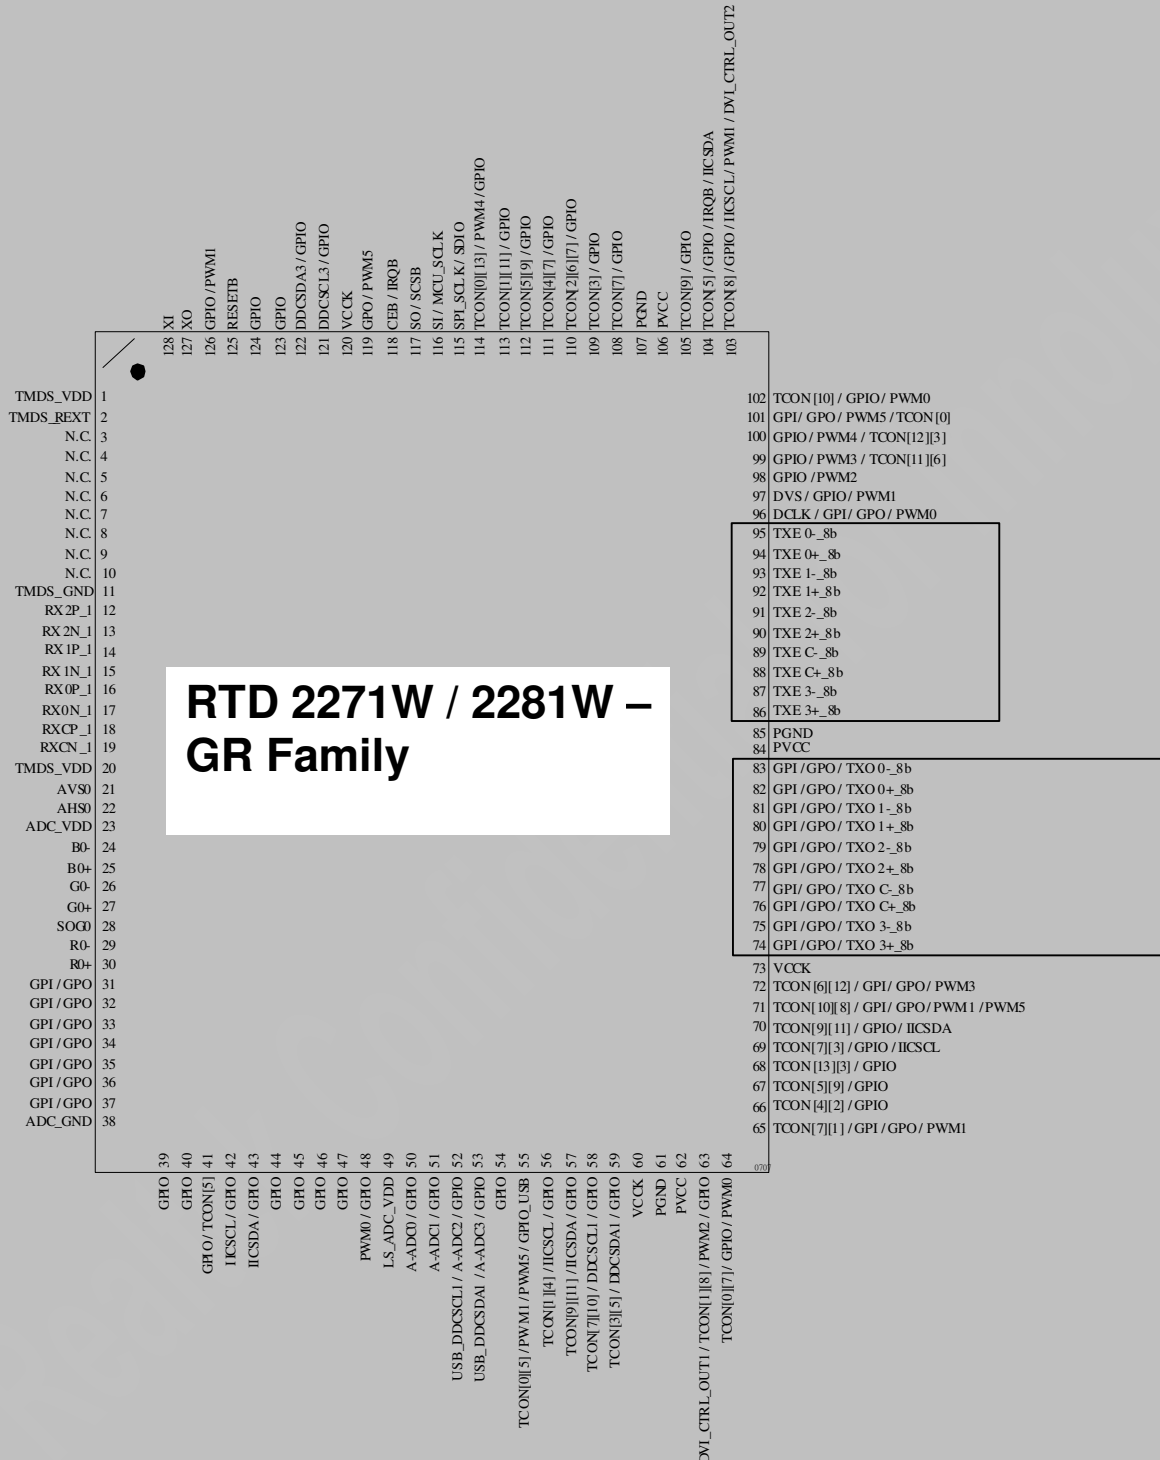 128 XI
127 XO
126 GPIO / PWM1
125 RESETB
124 GPIO
123 GPIO
122 DDCSDA3 / GPIO
121 DDCSCL3 / GPIO
120 VCCK
119 GPO / PWM5
118 CEB / IRQB
117 SO / SCSB
116 SI / MCU_SCLK
115 SPI_SCLK / SDIO
114 TCON[0][13] / PWM4 / GPIO
113 TCON[1][11] / GPIO
112 TCON[5][9] / GPIO
111 TCON[4][7] / GPIO
110 TCON[2][6][7] / GPIO
109 TCON[3] / GPIO
108 TCON[7] / GPIO
107 PGND
106 PVCC
105 TCON[9] / GPIO
104 TCON[5] / GPIO / IRQB / IICSDA
103 TCON[8] / GPIO / IICSCL / PWM1 / DVI_CTRL_OUT2
TMDS_VDD 1
TMDS_REXT 2
N.C. 3
N.C. 4
N.C. 5
N.C. 6
N.C. 7
N.C. 8
N.C. 9
N.C. 10
TMDS_GND 11
RX2P_1 12
RX2N_1 13
RX1P_1 14
RX1N_1 15
RX0P_1 16
RX0N_1 17
RXCP_1 18
RXCN_1 19
TMDS_VDD 20
AVS0 21
AHS0 22
ADC_VDD 23
B0- 24
B0+ 25
G0- 26
G0+ 27
SOG0 28
R0- 29
R0+ 30
GPI / GPO 31
GPI / GPO 32
GPI / GPO 33
GPI / GPO 34
GPI / GPO 35
GPI / GPO 36
GPI / GPO 37
ADC_GND 38
RTD 2271W / 2281W –
GR Family
102 TCON[10] / GPIO / PWM0
101 GPI / GPO / PWM5 / TCON[0]
100 GPIO / PWM4 / TCON[12][3]
99 GPIO / PWM3 / TCON[11][6]
98 GPIO / PWM2
97 DVS / GPIO / PWM1
96 DCLK / GPI / GPO / PWM0
95 TXE 0-_8b
94 TXE 0+_8b
93 TXE 1-_8b
92 TXE 1+_8b
91 TXE 2-_8b
90 TXE 2+_8b
89 TXE C-_8b
88 TXE C+_8b
87 TXE 3-_8b
86 TXE 3+_8b
85 PGND
84 PVCC
83 GPI / GPO / TXO 0-_8b
82 GPI / GPO / TXO 0+_8b
81 GPI / GPO / TXO 1-_8b
80 GPI / GPO / TXO 1+_8b
79 GPI / GPO / TXO 2-_8b
78 GPI / GPO / TXO 2+_8b
77 GPI / GPO / TXO C-_8b
76 GPI / GPO / TXO C+_8b
75 GPI / GPO / TXO 3-_8b
74 GPI / GPO / TXO 3+_8b
73 VCCK
72 TCON[6][12] / GPI / GPO / PWM3
71 TCON[10][8] / GPI / GPO / PWM1 / PWM5
70 TCON[9][11] / GPIO / IICSDA
69 TCON[7][3] / GPIO / IICSCL
68 TCON[13][3] / GPIO
67 TCON[5][9] / GPIO
66 TCON[4][2] / GPIO
65 TCON[7][1] / GPI / GPO / PWM1
0707
GPIO 39
GPIO 40
GPIO / TCON[5] 41
IICSCL / GPIO 42
IICSDA / GPIO 43
GPIO 44
GPIO 45
GPIO 46
GPIO 47
PWM0 / GPIO 48
LS_ADC_VDD 49
A-ADC0 / GPIO 50
A-ADC1 / GPIO 51
USB_DDCSCL1 / A-ADC2 / GPIO 52
USB_DDCSDA1 / A-ADC3 / GPIO 53
GPIO 54
TCON[0][5] / PWM1 / PWM5 / GPIO_USB 55
TCON[1][4] / IICSCL / GPIO 56
TCON[9][11] / IICSDA / GPIO 57
TCON[7][10] / DDCSCL1 / GPIO 58
TCON[3][5] / DDCSDA1 / GPIO 59
VCCK 60
PGND 61
PVCC 62
DVI_CTRL_OUT1 / TCON[1][8] / PWM2 / GPIO 63
TCON[0][7] / GPIO / PWM0 64